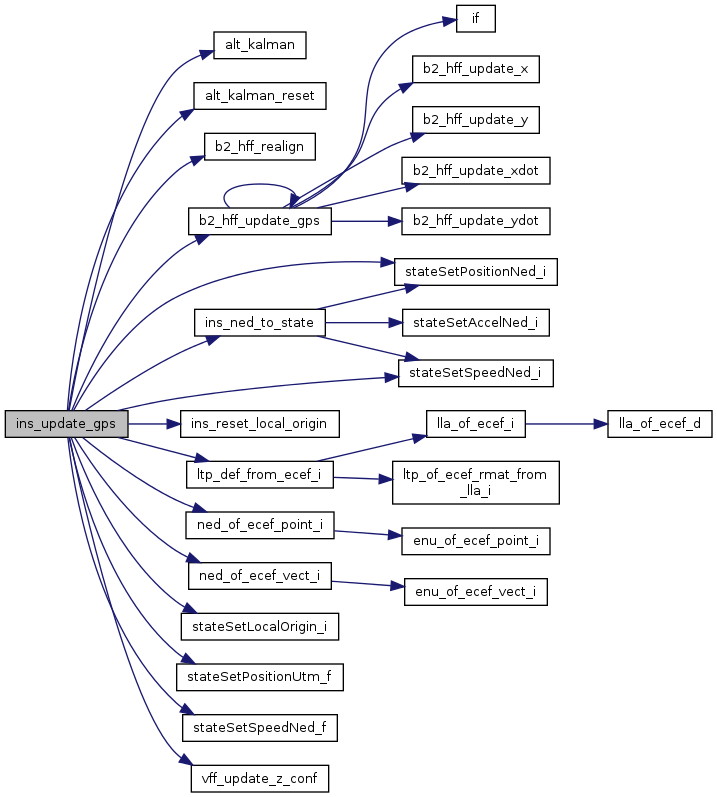 if
alt_kalman
b2_hff_update_x
alt_kalman_reset
b2_hff_update_y
b2_hff_realign
b2_hff_update_xdot
b2_hff_update_gps
b2_hff_update_ydot
stateSetPositionNed_i
ins_ned_to_state
stateSetAccelNed_i
stateSetSpeedNed_i
ins_update_gps
ins_reset_local_origin
lla_of_ecef_i
lla_of_ecef_d
ltp_def_from_ecef_i
ltp_of_ecef_rmat_from
_lla_i
ned_of_ecef_point_i
enu_of_ecef_point_i
ned_of_ecef_vect_i
enu_of_ecef_vect_i
stateSetLocalOrigin_i
stateSetPositionUtm_f
stateSetSpeedNed_f
vff_update_z_conf